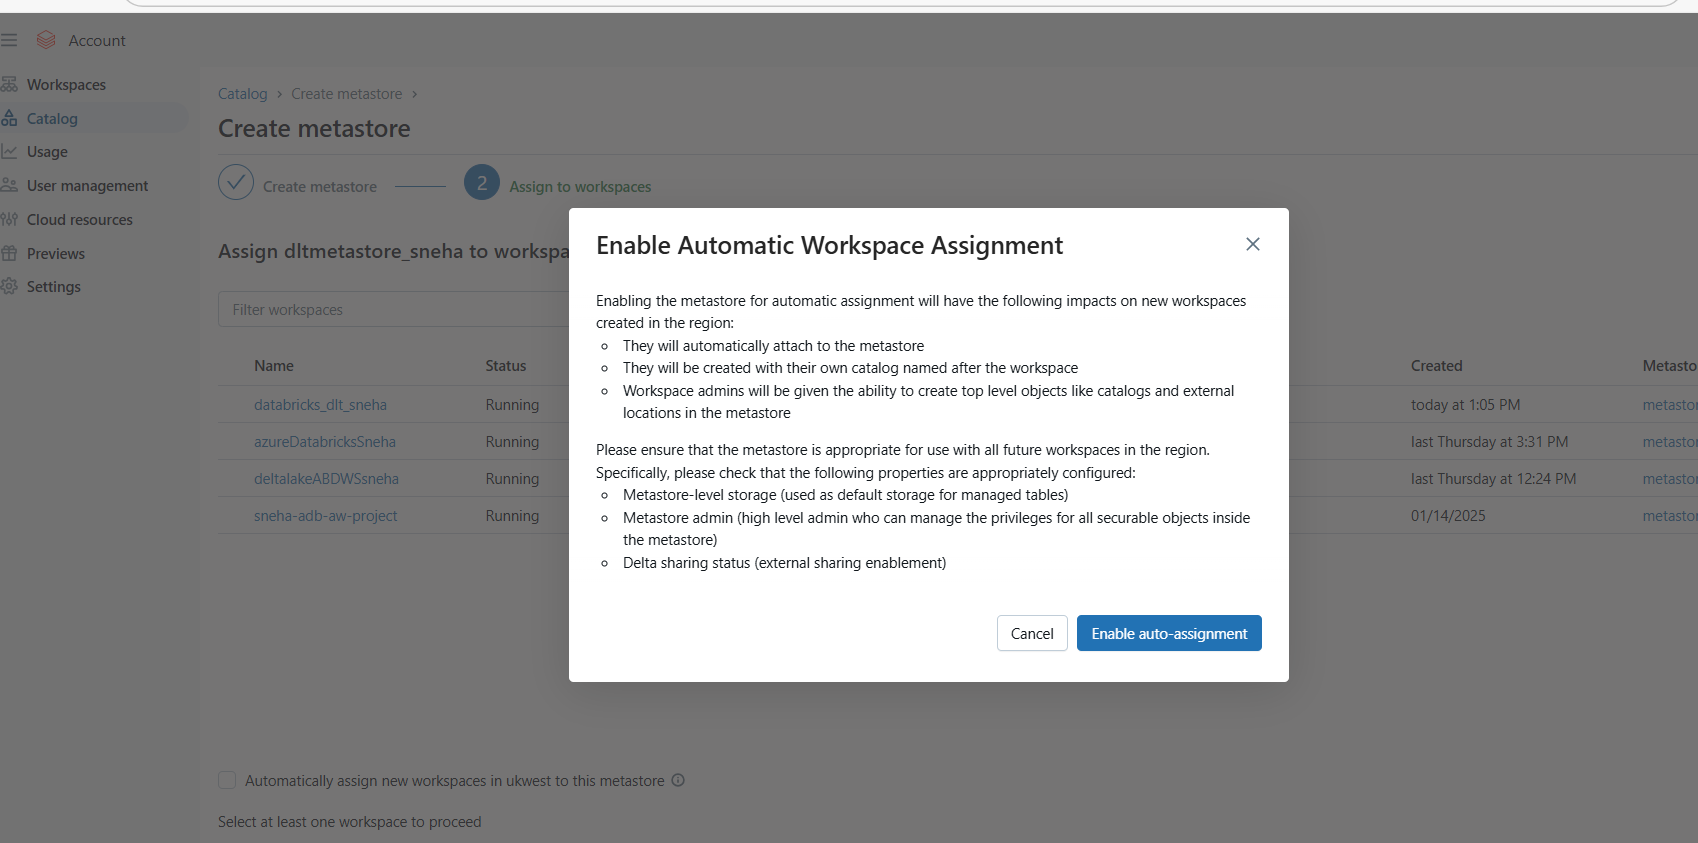 Account
Workspaces
Catalog
Usage
User management
Cloud resources
Previews
Settings
Catalog › Create metastore ›
Create metastore
Create metastore
2 Assign to workspaces
Assign dltmetastore_sneha to workspa
Filter workspaces
Name Status Created Metasto
databricks_dlt_sneha Running today at 1:05 PM metastor
azureDatabricksSneha Running last Thursday at 3:31 PM metastor
deltalakeABDWSsneha Running last Thursday at 12:24 PM metastor
sneha-adb-aw-project Running 01/14/2025 metastor
Automatically assign new workspaces in ukwest to this metastore
Select at least one workspace to proceed
Enable Automatic Workspace Assignment
Enabling the metastore for automatic assignment will have the following impacts on new workspaces
created in the region:
They will automatically attach to the metastore
They will be created with their own catalog named after the workspace
Workspace admins will be given the ability to create top level objects like catalogs and external
locations in the metastore
Please ensure that the metastore is appropriate for use with all future workspaces in the region.
Specifically, please check that the following properties are appropriately configured:
Metastore-level storage (used as default storage for managed tables)
Metastore admin (high level admin who can manage the privileges for all securable objects inside
the metastore)
Delta sharing status (external sharing enablement)
Cancel
Enable auto-assignment